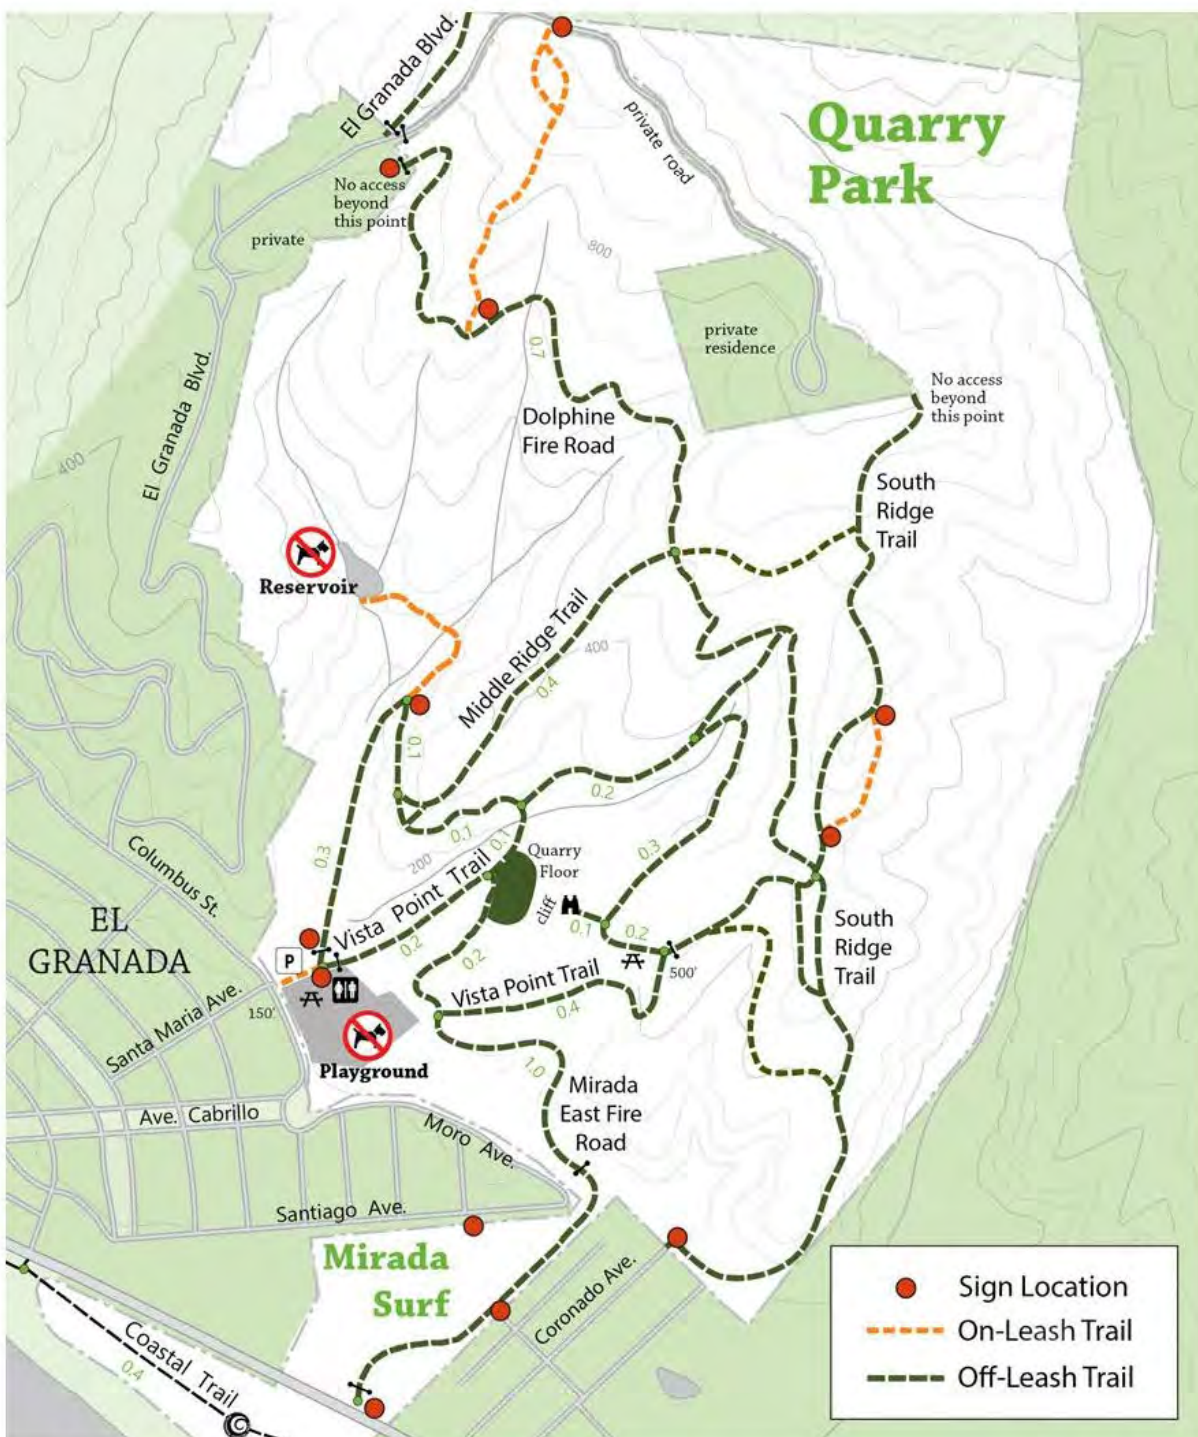 El Granada Blvd.
private road
Quarry
Park
No access
beyond
this point
private
800
private
residence
0.7
No access
beyond
this point
El Granada Blvd.
Dolphine
Fire Road
400
South
Ridge
Trail
Reservoir
Middle Ridge Trail
400
0.4
0.1
0.2
0.1
0.1
Quarry
Floor
200
0.3
0.3
Columbus St.
Vista Point Trail
cliff
EL
GRANADA
P
0.2
0.1
0.2
South
Ridge
Trail
0.2
Vista Point Trail
500'
Santa Maria Ave.
150'
0.4
Playground
1.0
Mirada
East Fire
Road
Ave. Cabrillo
Moro Ave.
Santiago Ave.
Mirada
Surf
Coronado Ave.
Coastal Trail
0.4
Sign Location
On-Leash Trail
Off-Leash Trail